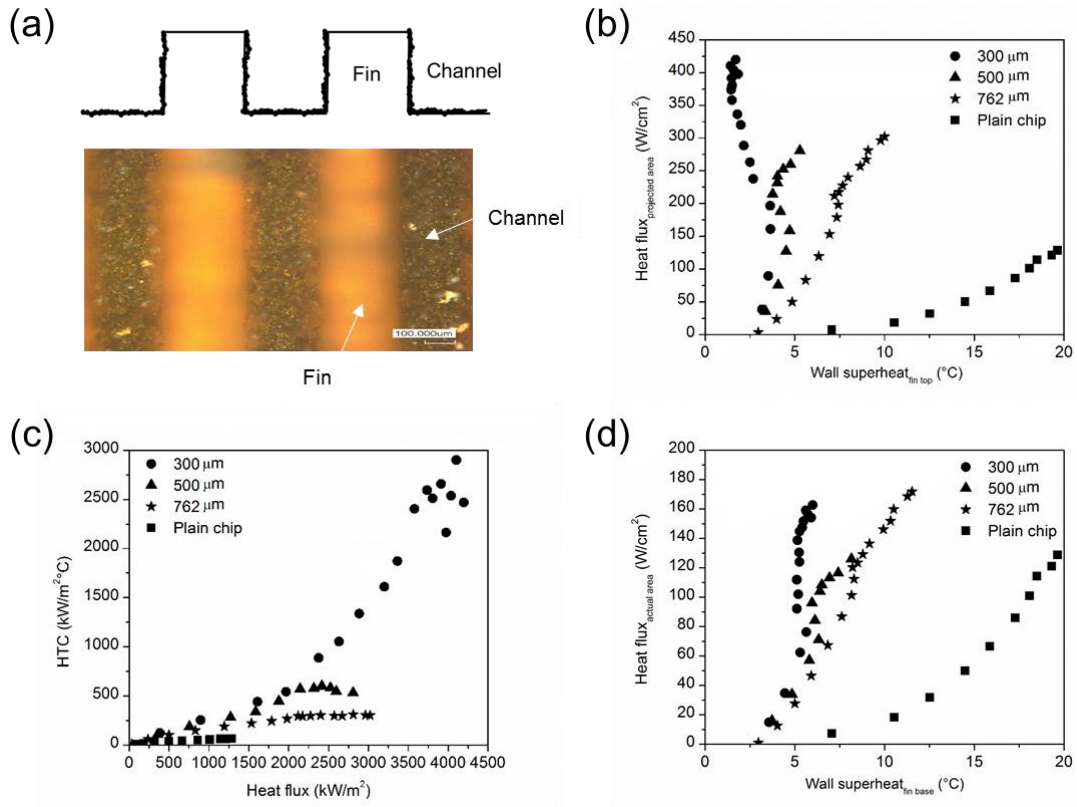 (a)
Fin
Channel
Channel
100.000um
Fin
(b)
Heat flux projected area (W/cm²)
450
400
350
300
250
200
150
100
50
0
300 μm
500 μm
762 μm
Plain chip
0
5
10
15
20
Wall superheat fin top (°C)
(c)
HTC (kW/m²°C)
3000
2500
2000
1500
1000
500
0
300 μm
500 μm
762 μm
Plain chip
0
500
1000
1500
2000
2500
3000
3500
4000
4500
Heat flux (kW/m²)
(d)
Heat flux actual area (W/cm²)
200
180
160
140
120
100
80
60
40
20
0
300 μm
500 μm
762 μm
Plain chip
0
5
10
15
20
Wall superheat fin base (°C)